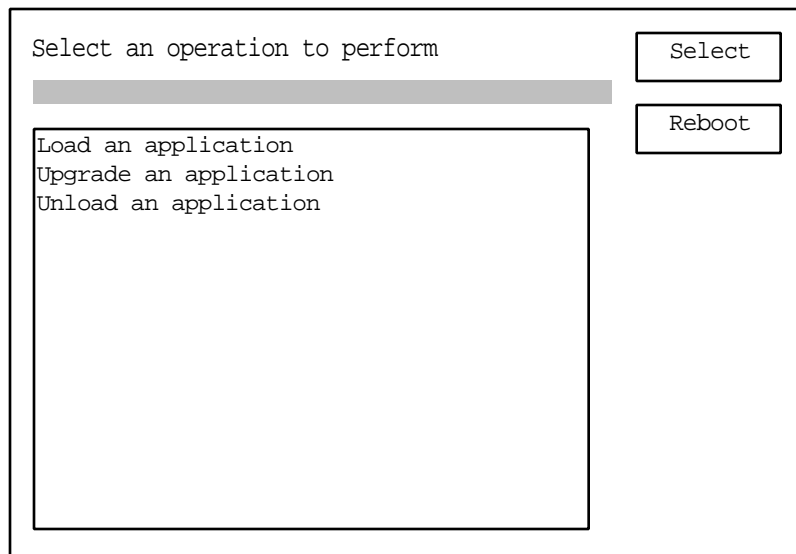 Select an operation to perform
Select
Reboot
Load an application
Upgrade an application
Unload an application